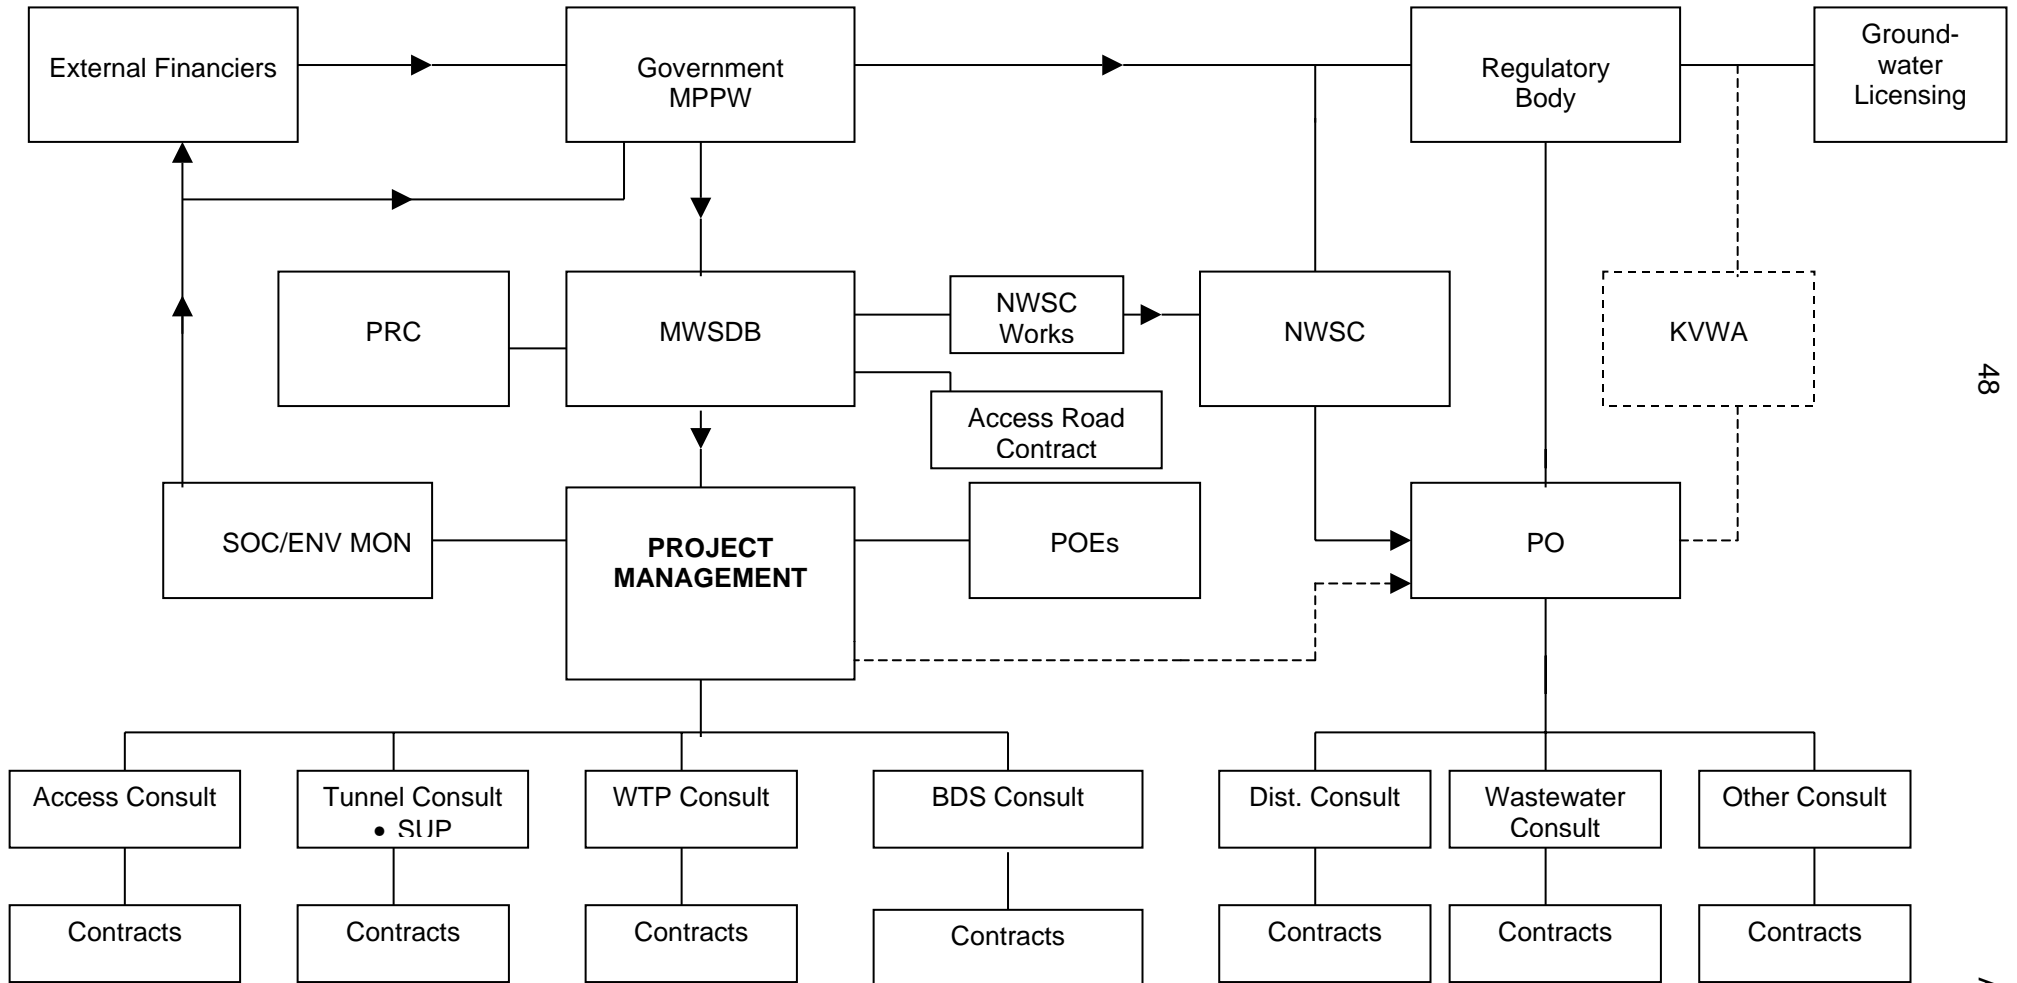 External Financiers
Government
MPPW
Regulatory
Body
Ground-
water
Licensing
PRC
MWSDB
NWSC
Works
NWSC
KVWA
48
Access Road
Contract
SOC/ENV MON
PROJECT
MANAGEMENT
POEs
PO
Access Consult
Tunnel Consult
• SUP
WTP Consult
BDS Consult
Dist. Consult
Wastewater
Consult
Other Consult
Contracts
Contracts
Contracts
Contracts
Contracts
Contracts
Contracts